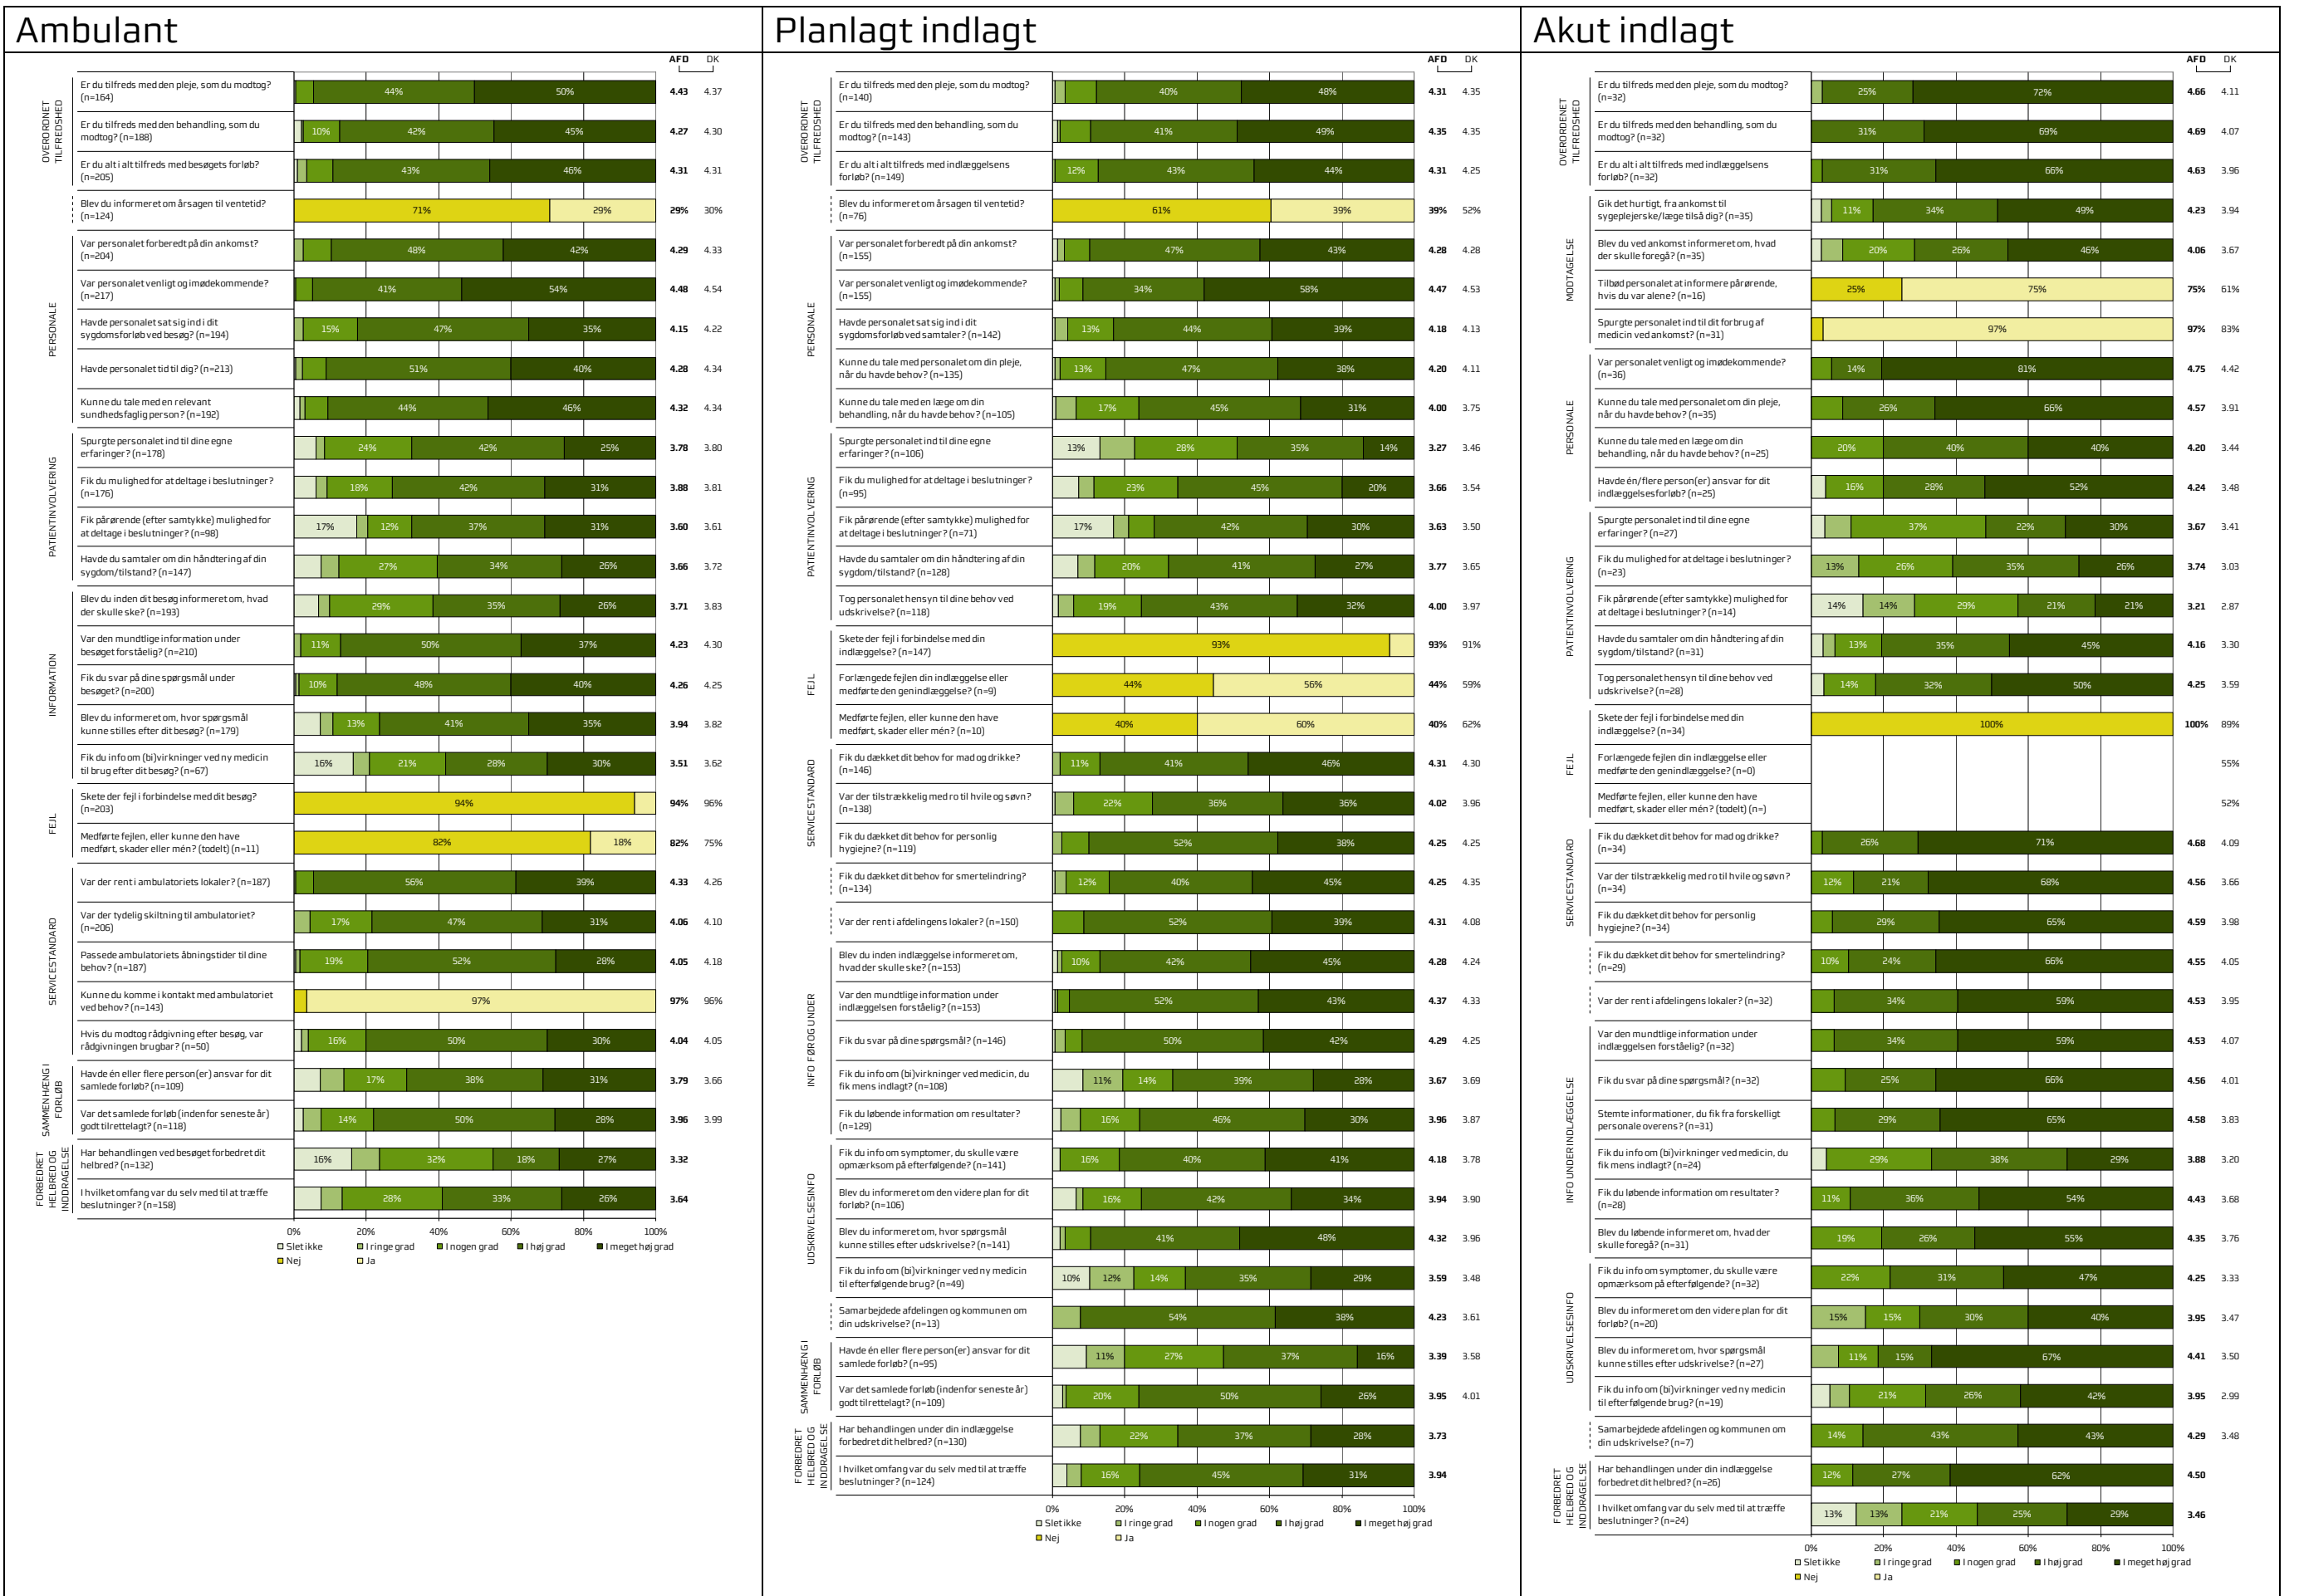 Ambulant
AFD DK
OVERORDNET TILFREDSHED
Er du tilfreds med den pleje, som du modtog? (n=164) 44% 50% 4.43 4.37
Er du tilfreds med den behandling, som du modtog? (n=188) 10% 42% 45% 4.27 4.30
Er du alt i alt tilfreds med besøgets forløb? (n=205) 43% 46% 4.31 4.31
Blev du informeret om årsagen til ventetid? (n=124) 71% 29% 29% 30%
PERSONALE
Var personalet forberedt på din ankomst? (n=204) 48% 42% 4.29 4.33
Var personalet venligt og imødekommende? (n=217) 41% 54% 4.48 4.54
Havde personalet sat sig ind i dit sygdomsforløb ved besøg? (n=194) 15% 47% 35% 4.15 4.22
Havde personalet tid til dig? (n=213) 51% 40% 4.28 4.34
Kunne du tale med en relevant sundhedsfaglig person? (n=192) 44% 46% 4.32 4.34
PATIENTINVOLVERING
Spurgte personalet ind til dine egne erfaringer? (n=178) 24% 42% 25% 3.78 3.80
Fik du mulighed for at deltage i beslutninger? (n=176) 18% 42% 31% 3.88 3.81
Fik pårørende (efter samtykke) mulighed for at deltage i beslutninger? (n=98) 17% 12% 37% 31% 3.60 3.61
Havde du samtaler om din håndtering af din sygdom/tilstand? (n=147) 27% 34% 26% 3.66 3.72
INFORMATION
Blev du inden dit besøg informeret om, hvad der skulle ske? (n=193) 29% 35% 26% 3.71 3.83
Var den mundtlige information under besøget forståelig? (n=210) 11% 50% 37% 4.23 4.30
Fik du svar på dine spørgsmål under besøget? (n=200) 10% 48% 40% 4.26 4.25
Blev du informeret om, hvor spørgsmål kunne stilles efter dit besøg? (n=179) 13% 41% 35% 3.94 3.82
Fik du info om (bi)virkninger ved ny medicin til brug efter dit besøg? (n=67) 16% 21% 28% 30% 3.51 3.62
FEJL
Skete der fejl i forbindelse med dit besøg? (n=203) 94% 94% 96%
Medførte fejlen, eller kunne den have medført, skader eller mén? (todelt) (n=11) 82% 18% 82% 75%
SERVICESTANDARD
Var der rent i ambulatoriets lokaler? (n=187) 56% 39% 4.33 4.26
Var der tydelig skiltning til ambulatoriet? (n=206) 17% 47% 31% 4.06 4.10
Passede ambulatoriets åbningstider til dine behov? (n=187) 19% 52% 28% 4.05 4.18
Kunne du komme i kontakt med ambulatoriet ved behov? (n=143) 97% 97% 96%
Hvis du modtog rådgivning efter besøg, var rådgivningen brugbar? (n=50) 16% 50% 30% 4.04 4.05
SAMMENHÆNG I FORLØB
Havde én eller flere person(er) ansvar for dit samlede forløb? (n=109) 17% 38% 31% 3.79 3.66
Var det samlede forløb (indenfor seneste år) godt tilrettelagt? (n=118) 14% 50% 28% 3.96 3.99
FORBEDRET HELBRED OG INDDRAGELSE
Har behandlingen ved besøget forbedret dit helbred? (n=132) 16% 32% 18% 27% 3.32
I hvilket omfang var du selv med til at træffe beslutninger? (n=158) 28% 33% 26% 3.64
0% 20% 40% 60% 80% 100%
Slet ikke I ringe grad I nogen grad I høj grad I meget høj grad
Nej Ja
Planlagt indlagt
AFD DK
OVERORDNET TILFREDSHED
Er du tilfreds med den pleje, som du modtog? (n=140) 40% 48% 4.31 4.35
Er du tilfreds med den behandling, som du modtog? (n=143) 41% 49% 4.35 4.35
Er du alt i alt tilfreds med indlæggelsens forløb? (n=149) 12% 43% 44% 4.31 4.25
Blev du informeret om årsagen til ventetid? (n=76) 61% 39% 39% 52%
PERSONALE
Var personalet forberedt på din ankomst? (n=155) 47% 43% 4.28 4.28
Var personalet venligt og imødekommende? (n=155) 34% 58% 4.47 4.53
Havde personalet sat sig ind i dit sygdomsforløb ved samtaler? (n=142) 13% 44% 39% 4.18 4.13
Kunne du tale med personalet om din pleje, når du havde behov? (n=135) 13% 47% 38% 4.20 4.11
Kunne du tale med en læge om din behandling, når du havde behov? (n=105) 17% 45% 31% 4.00 3.75
PATIENTINVOLVERING
Spurgte personalet ind til dine egne erfaringer? (n=106) 13% 28% 35% 14% 3.27 3.46
Fik du mulighed for at deltage i beslutninger? (n=95) 23% 45% 20% 3.66 3.54
Fik pårørende (efter samtykke) mulighed for at deltage i beslutninger? (n=71) 17% 42% 30% 3.63 3.50
Havde du samtaler om din håndtering af din sygdom/tilstand? (n=128) 20% 41% 27% 3.77 3.65
Tog personalet hensyn til dine behov ved udskrivelse? (n=118) 19% 43% 32% 4.00 3.97
FEJL
Skete der fejl i forbindelse med din indlæggelse? (n=147) 93% 93% 91%
Forlængede fejlen din indlæggelse eller medførte den genindlæggelse? (n=9) 44% 56% 44% 59%
Medførte fejlen, eller kunne den have medført, skader eller mén? (n=10) 40% 60% 40% 62%
SERVICESTANDARD
Fik du dækket dit behov for mad og drikke? (n=146) 11% 41% 46% 4.31 4.30
Var der tilstrækkelig med ro til hvile og søvn? (n=138) 22% 36% 36% 4.02 3.96
Fik du dækket dit behov for personlig hygiejne? (n=119) 52% 38% 4.25 4.25
Fik du dækket dit behov for smertelindring? (n=134) 12% 40% 45% 4.25 4.35
Var der rent i afdelingens lokaler? (n=150) 52% 39% 4.31 4.08
INFO FØR OG UNDER
Blev du inden indlæggelse informeret om, hvad der skulle ske? (n=153) 10% 42% 45% 4.28 4.24
Var den mundtlige information under indlæggelsen forståelig? (n=153) 52% 43% 4.37 4.33
Fik du svar på dine spørgsmål? (n=146) 50% 42% 4.29 4.25
Fik du info om (bi)virkninger ved medicin, du fik mens indlagt? (n=108) 11% 14% 39% 28% 3.67 3.69
Fik du løbende information om resultater? (n=129) 16% 46% 30% 3.96 3.87
UDSKRIVELSESINFO
Fik du info om symptomer, du skulle være opmærksom på efterfølgende? (n=141) 16% 40% 41% 4.18 3.78
Blev du informeret om den videre plan for dit forløb? (n=106) 16% 42% 34% 3.94 3.90
Blev du informeret om, hvor spørgsmål kunne stilles efter udskrivelse? (n=141) 41% 48% 4.32 3.96
Fik du info om (bi)virkninger ved ny medicin til efterfølgende brug? (n=49) 10% 12% 14% 35% 29% 3.59 3.48
Samarbejdede afdelingen og kommunen om din udskrivelse? (n=13) 54% 38% 4.23 3.61
SAMMENHÆNG I FORLØB
Havde én eller flere person(er) ansvar for dit samlede forløb? (n=95) 11% 27% 37% 16% 3.39 3.58
Var det samlede forløb (indenfor seneste år) godt tilrettelagt? (n=109) 20% 50% 26% 3.95 4.01
FORBEDRET HELBRED OG INDDRAGELSE
Har behandlingen under din indlæggelse forbedret dit helbred? (n=130) 22% 37% 28% 3.73
I hvilket omfang var du selv med til at træffe beslutninger? (n=124) 16% 45% 31% 3.94
0% 20% 40% 60% 80% 100%
Slet ikke I ringe grad I nogen grad I høj grad I meget høj grad
Nej Ja
Akut indlagt
AFD DK
OVERORDENET TILFREDSHED
Er du tilfreds med den pleje, som du modtog? (n=32) 25% 72% 4.66 4.11
Er du tilfreds med den behandling, som du modtog? (n=32) 31% 69% 4.69 4.07
Er du alt i alt tilfreds med indlæggelsens forløb? (n=32) 31% 66% 4.63 3.96
MODTAGELSE
Gik det hurtigt, fra ankomst til sygeplejerske/læge tilså dig? (n=35) 11% 34% 49% 4.23 3.94
Blev du ved ankomst informeret om, hvad der skulle foregå? (n=35) 20% 26% 46% 4.06 3.67
Tilbød personalet at informere pårørende, hvis du var alene? (n=16) 25% 75% 75% 61%
Spurgte personalet ind til dit forbrug af medicin ved ankomst? (n=31) 97% 97% 83%
PERSONALE
Var personalet venligt og imødekommende? (n=36) 14% 81% 4.75 4.42
Kunne du tale med personalet om din pleje, når du havde behov? (n=35) 26% 66% 4.57 3.91
Kunne du tale med en læge om din behandling, når du havde behov? (n=25) 20% 40% 40% 4.20 3.44
Havde én/flere person(er) ansvar for dit indlæggelsesforløb? (n=25) 16% 28% 52% 4.24 3.48
PATIENTINVOLVERING
Spurgte personalet ind til dine egne erfaringer? (n=27) 37% 22% 30% 3.67 3.41
Fik du mulighed for at deltage i beslutninger? (n=23) 13% 26% 35% 26% 3.74 3.03
Fik pårørende (efter samtykke) mulighed for at deltage i beslutninger? (n=14) 14% 14% 29% 21% 21% 3.21 2.87
Havde du samtaler om din håndtering af din sygdom/tilstand? (n=31) 13% 35% 45% 4.16 3.30
Tog personalet hensyn til dine behov ved udskrivelse? (n=28) 14% 32% 50% 4.25 3.59
FEJL
Skete der fejl i forbindelse med din indlæggelse? (n=34) 100% 100% 89%
Forlængede fejlen din indlæggelse eller medførte den genindlæggelse? (n=0) 55%
Medførte fejlen, eller kunne den have medført, skader eller mén? (todelt) (n=) 52%
SERVICESTANDARD
Fik du dækket dit behov for mad og drikke? (n=34) 26% 71% 4.68 4.09
Var der tilstrækkelig med ro til hvile og søvn? (n=34) 12% 21% 68% 4.56 3.66
Fik du dækket dit behov for personlig hygiejne? (n=34) 29% 65% 4.59 3.98
Fik du dækket dit behov for smertelindring? (n=29) 10% 24% 66% 4.55 4.05
Var der rent i afdelingens lokaler? (n=32) 34% 59% 4.53 3.95
INFO UNDER INDLÆGGELSE
Var den mundtlige information under indlæggelsen forståelig? (n=32) 34% 59% 4.53 4.07
Fik du svar på dine spørgsmål? (n=32) 25% 66% 4.56 4.01
Stemte informationer, du fik fra forskelligt personale overens? (n=31) 29% 65% 4.58 3.83
Fik du info om (bi)virkninger ved medicin, du fik mens indlagt? (n=24) 29% 38% 29% 3.88 3.20
Fik du løbende information om resultater? (n=28) 11% 36% 54% 4.43 3.68
Blev du løbende informeret om, hvad der skulle foregå? (n=31) 19% 26% 55% 4.35 3.76
UDSKRIVELSESINFO
Fik du info om symptomer, du skulle være opmærksom på efterfølgende? (n=32) 22% 31% 47% 4.25 3.33
Blev du informeret om den videre plan for dit forløb? (n=20) 15% 15% 30% 40% 3.95 3.47
Blev du informeret om, hvor spørgsmål kunne stilles efter udskrivelse? (n=27) 11% 15% 67% 4.41 3.50
Fik du info om (bi)virkninger ved ny medicin til efterfølgende brug? (n=19) 21% 26% 42% 3.95 2.99
Samarbejdede afdelingen og kommunen om din udskrivelse? (n=7) 14% 43% 43% 4.29 3.48
FORBEDRET HELBRED OG INDDRAGELSE
Har behandlingen under din indlæggelse forbedret dit helbred? (n=26) 12% 27% 62% 4.50
I hvilket omfang var du selv med til at træffe beslutninger? (n=24) 13% 13% 21% 25% 29% 3.46
0% 20% 40% 60% 80% 100%
Slet ikke I ringe grad I nogen grad I høj grad I meget høj grad
Nej Ja